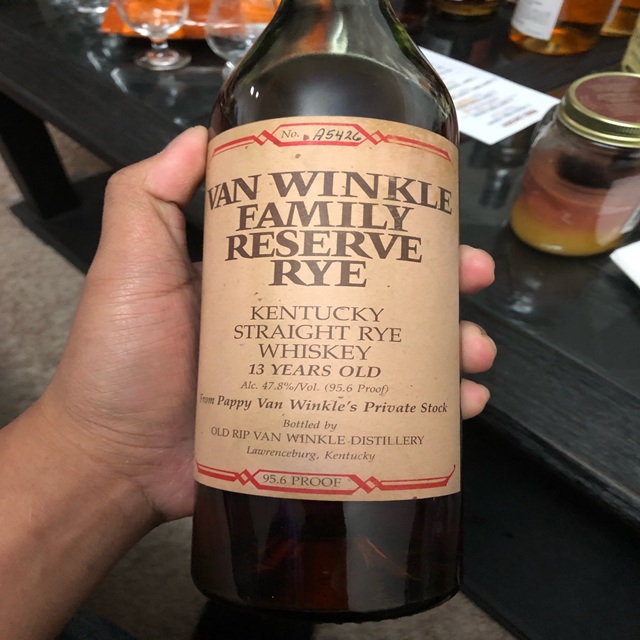 No. A5426
VAN WINKLE
FAMILY
RESERVE
RYE
KENTUCKY
STRAIGHT RYE
WHISKEY
13 YEARS OLD
Alc. 47.8%/Vol. (95.6 Proof)
From Pappy Van Winkle's Private Stock
Bottled by
OLD RIP VAN WINKLE DISTILLERY
Lawrenceburg, Kentucky
95.6 PROOF